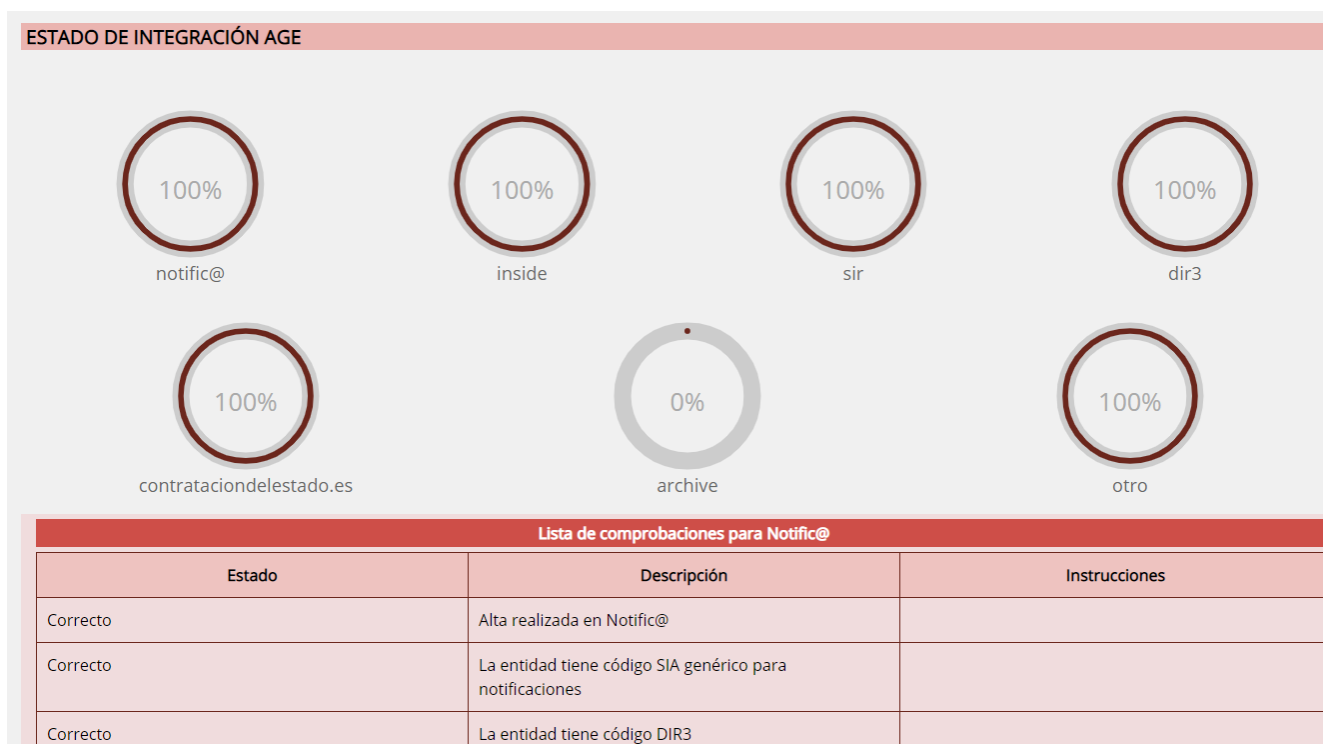 ESTADO DE INTEGRACIÓN AGE
100%
100%
100%
100%
notific@
inside
sir
dir3
100%
0%
100%
contrataciondelestado.es
archive
otro
Lista de comprobaciones para Notific@
Estado
Descripción
Instrucciones
Correcto
Alta realizada en Notific@
Correcto
La entidad tiene código SIA genérico para
notificaciones
Correcto
La entidad tiene código DIR3